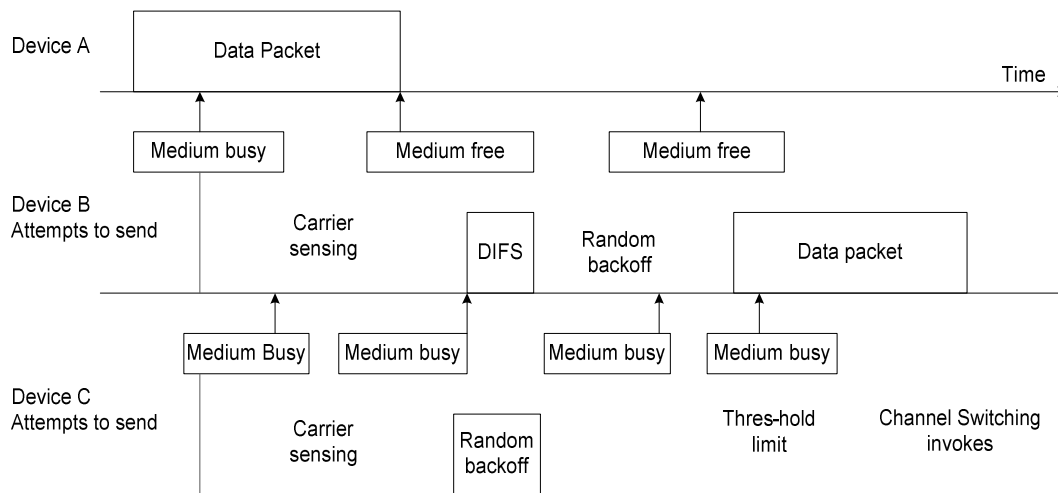 Device A
Data Packet
Time
Medium busy
Medium free
Medium free
Device B
Attempts to send
Carrier
sensing
DIFS
Random
backoff
Data packet
Medium Busy
Medium busy
Medium busy
Medium busy
Device C
Attempts to send
Carrier
sensing
Random
backoff
Thres-hold
limit
Channel Switching
invokes